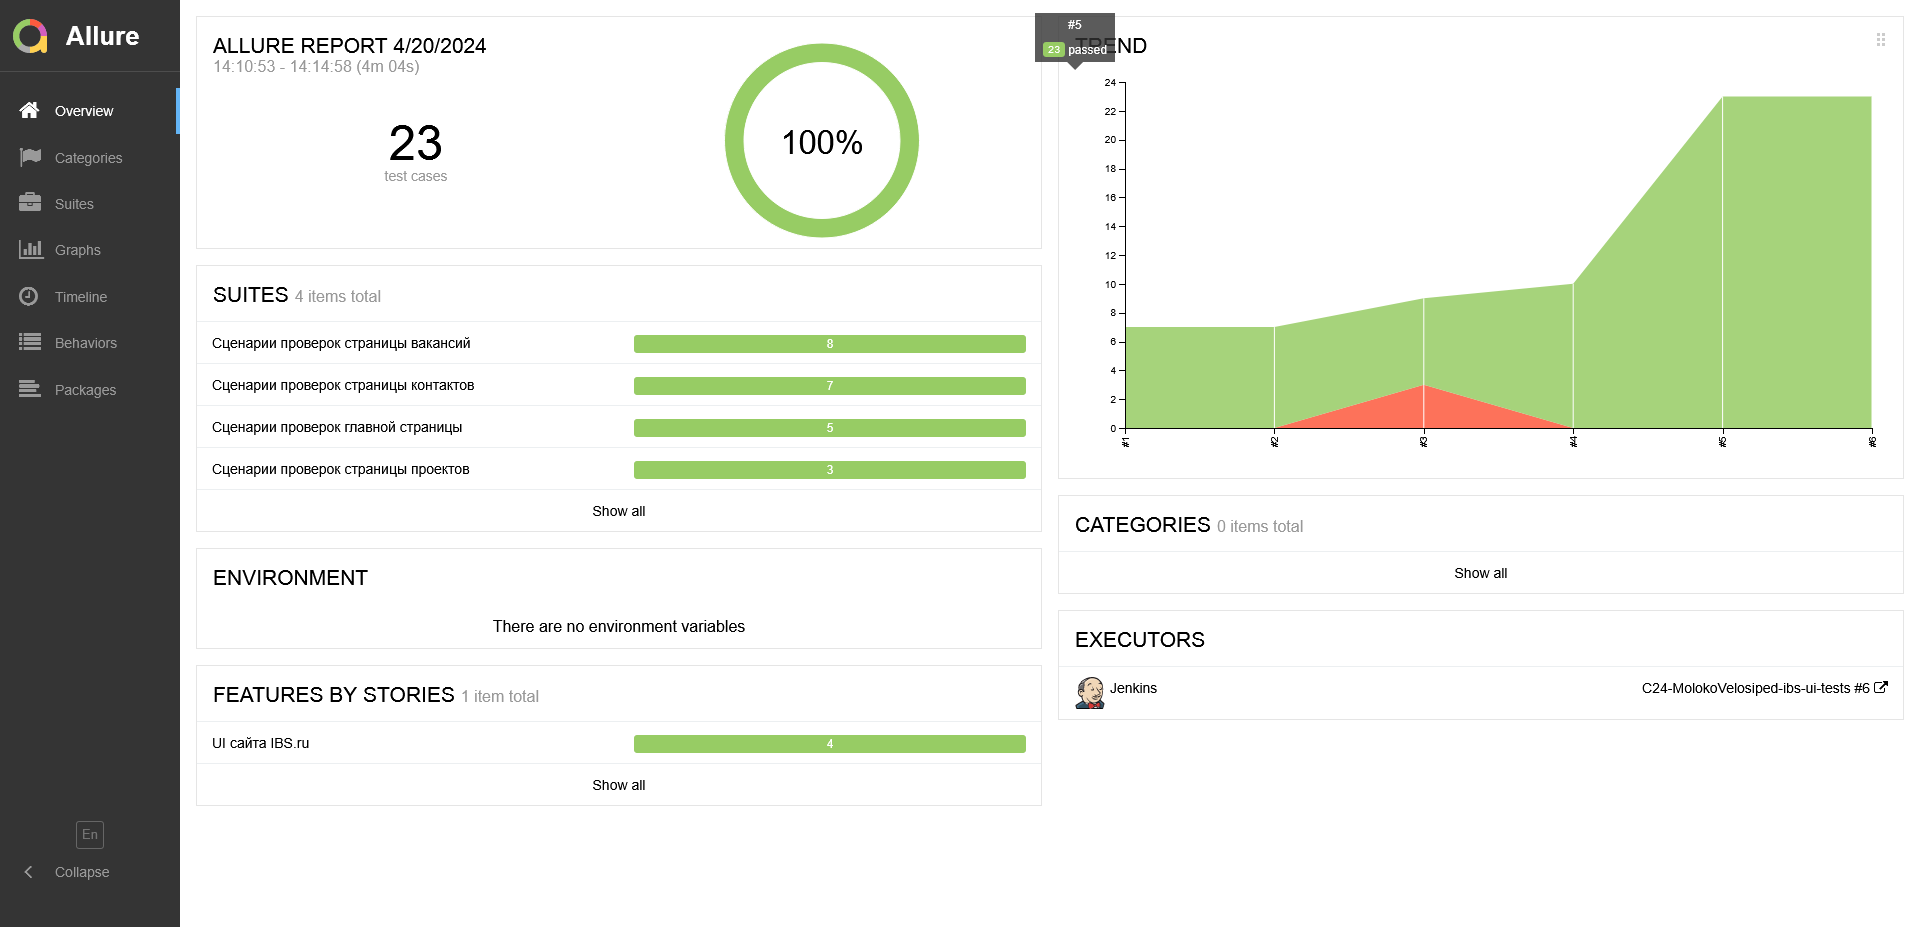 Allure
Overview
Categories
Suites
Graphs
Timeline
Behaviors
Packages
En
Collapse
ALLURE REPORT 4/20/2024
14:10:53 - 14:14:58 (4m 04s)
23
test cases
100%
SUITES 4 items total
Сценарии проверок страницы вакансий 8
Сценарии проверок страницы контактов 7
Сценарии проверок главной страницы 5
Сценарии проверок страницы проектов 3
Show all
ENVIRONMENT
There are no environment variables
FEATURES BY STORIES 1 item total
UI сайта IBS.ru 4
Show all
#5
23 passed
TREND
24
22
20
18
16
14
12
10
8
6
4
2
0
#1 #2 #3 #4 #5 #6
CATEGORIES 0 items total
Show all
EXECUTORS
Jenkins C24-MolokoVelosiped-ibs-ui-tests #6